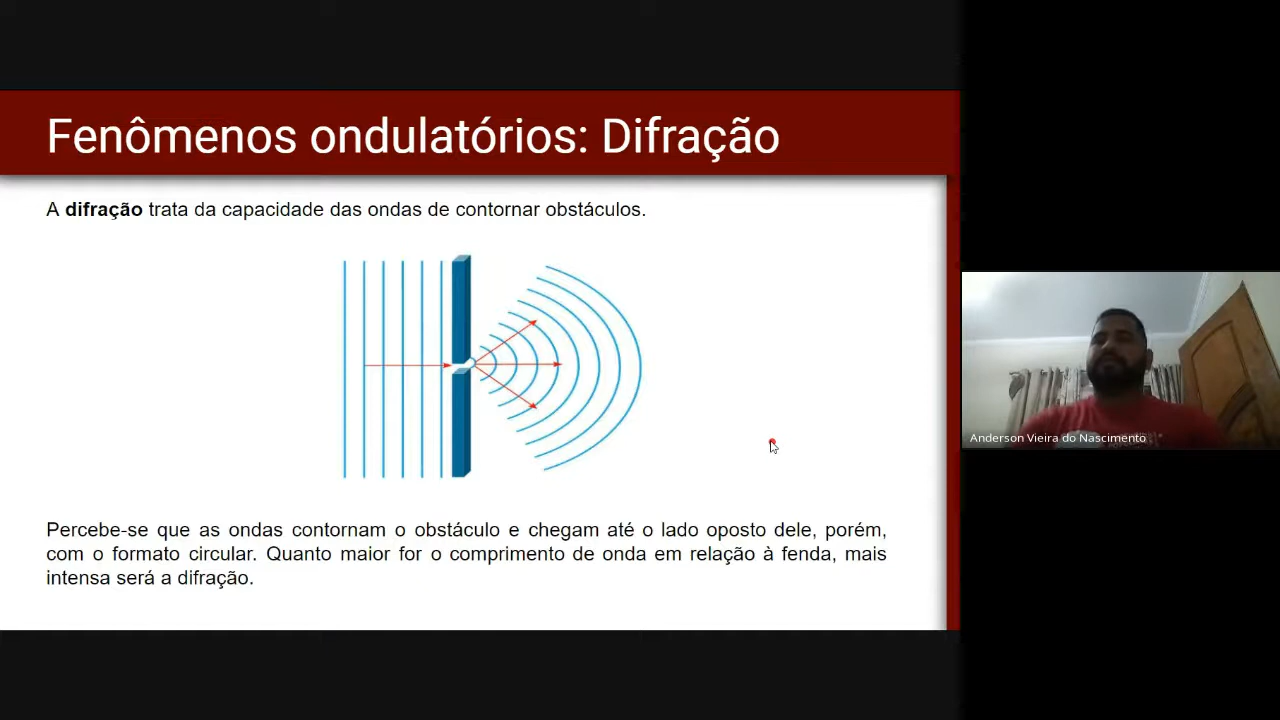 Fenômenos ondulatórios: Difração
A difração trata da capacidade das ondas de contornar obstáculos.
Percebe-se que as ondas contornam o obstáculo e chegam até o lado oposto dele, porém,
com o formato circular. Quanto maior for o comprimento de onda em relação à fenda, mais
intensa será a difração.
Anderson Vieira do Nascimento